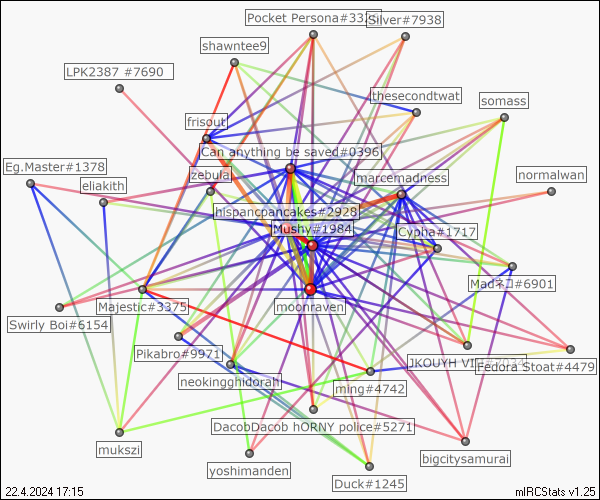 Pocket Persona#332
Silver#7938
shawntee9
LPK2387 #7690
thesecondtwat
somass
frisout
Can anything be saved#0396
Eg.Master#1378
eliakith
zebula
marcemadness
normalwan
hispancpancakes#2928
Mushy#1984
Cypha#1717
Mad
#6901
Majestic#3375
moonraven
Swirly Boi#6154
Pikabro#9971
JKOUYH
Fedora Stoat#4479
neokingghidorah
ming#4742
DacobDacob hORNY police#5271
mukszi
yoshimanden
bigcitysamurai
Duck#1245
22.4.2024 17:15
mIRCStats v1.25